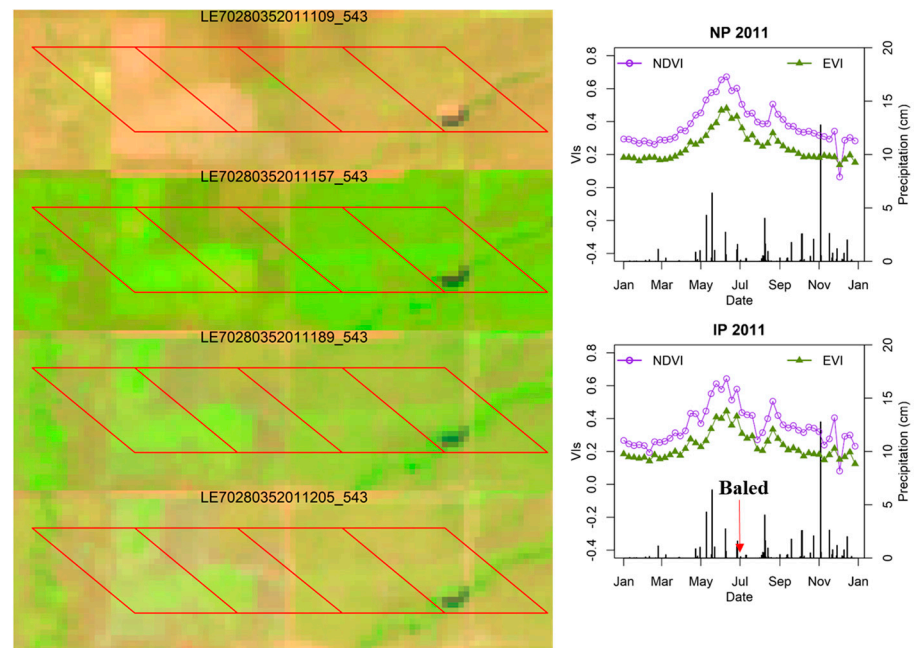 LE70280352011109_543
LE70280352011157_543
LE70280352011189_543
LE70280352011205_543
NP 2011
NDVI EVI
VIs
0.8
0.6
0.4
0.2
0.0
-0.2
-0.4
Precipitation (cm)
20
15
10
5
0
Jan Mar May Jul Sep Nov Jan
Date
IP 2011
NDVI EVI
VIs
0.8
0.6
0.4
0.2
0.0
-0.2
-0.4
Baled
Precipitation (cm)
20
15
10
5
0
Jan Mar May Jul Sep Nov Jan
Date